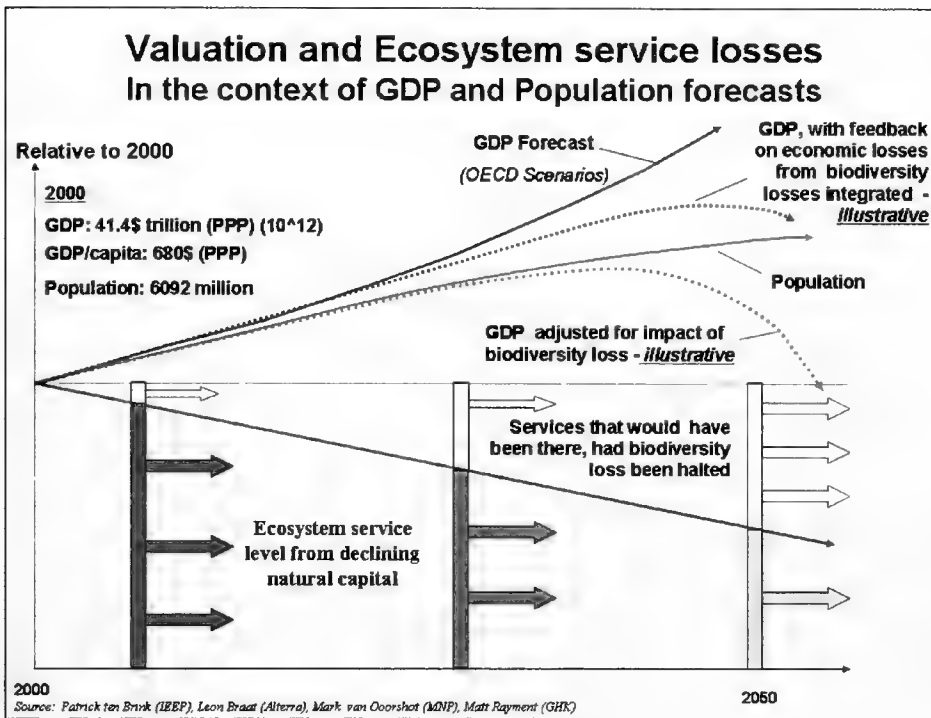 Valuation and Ecosystem service losses
In the context of GDP and Population forecasts
Relative to 2000
2000
GDP: 41.4$ trillion (PPP) (10^12)
GDP/capita: 680$ (PPP)
Population: 6092 million
GDP Forecast
(OECD Scenarios)
GDP, with feedback
on economic losses
from biodiversity
losses integrated -
illustrative
Population
GDP adjusted for impact of
biodiversity loss - illustrative
Services that would have
been there, had biodiversity
loss been halted
Ecosystem service
level from declining
natural capital
2000
2050
Source: Patrick ten Brink (IEEP), Leon Braat (Alterra), Mark van Ooorshot (MNP), Matt Rayment (GHK)